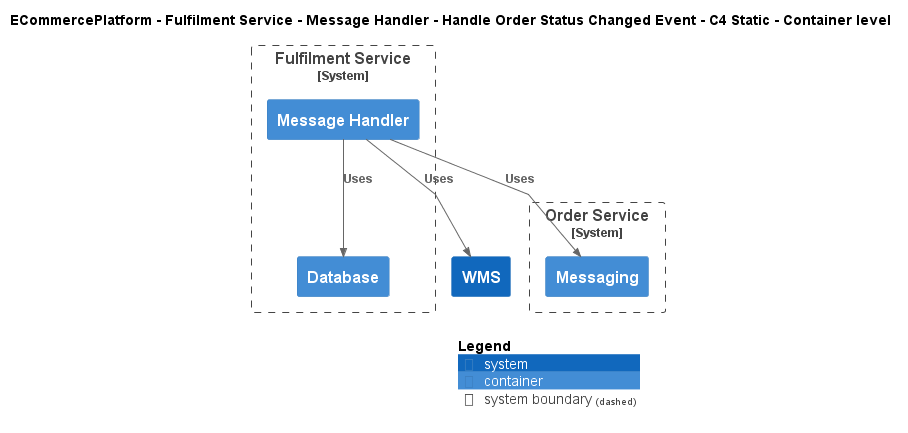 ECommercePlatform - Fulfilment Service - Message Handler - Handle Order Status Changed Event - C4 Static - Container level
Fulfilment Service
[System]
Message Handler
Uses
Uses
Uses
Order Service
[System]
Database
WMS
Messaging
Legend
system
container
system boundary (dashed)